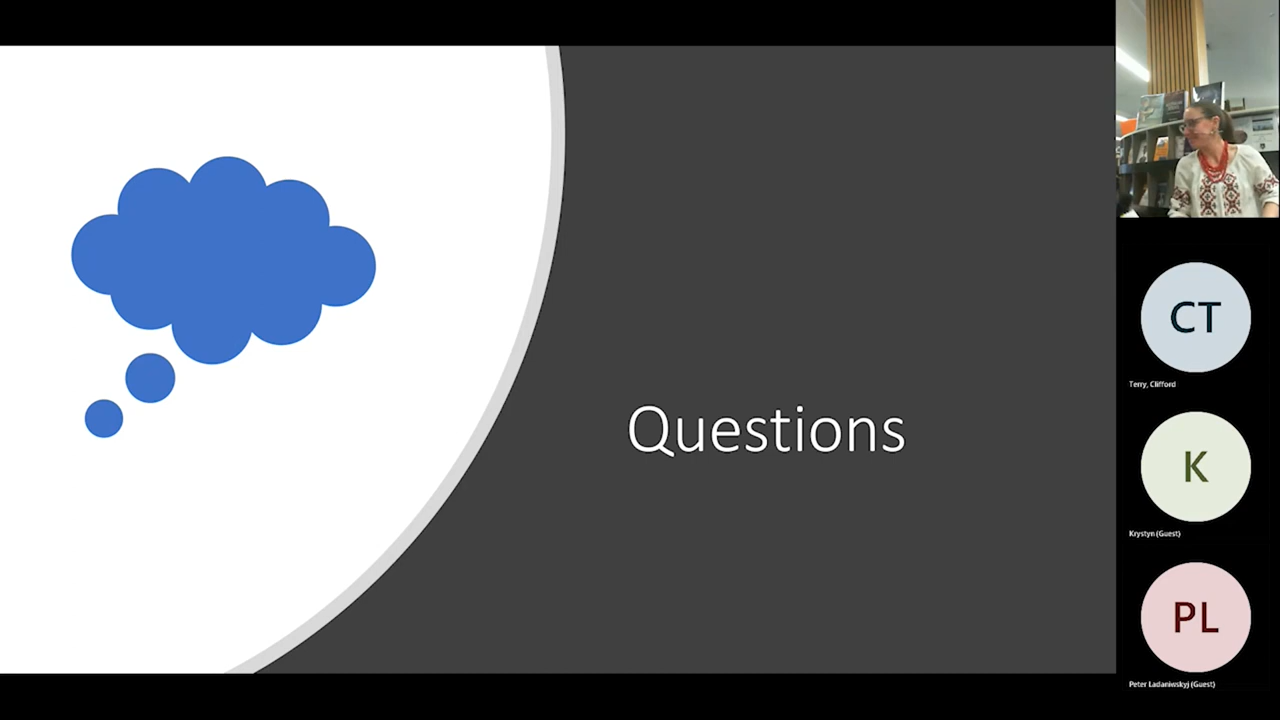 Questions
CT
Terry, Clifford
K
Krystyn (Guest)
PL
Peter Ladaniwskyj (Guest)